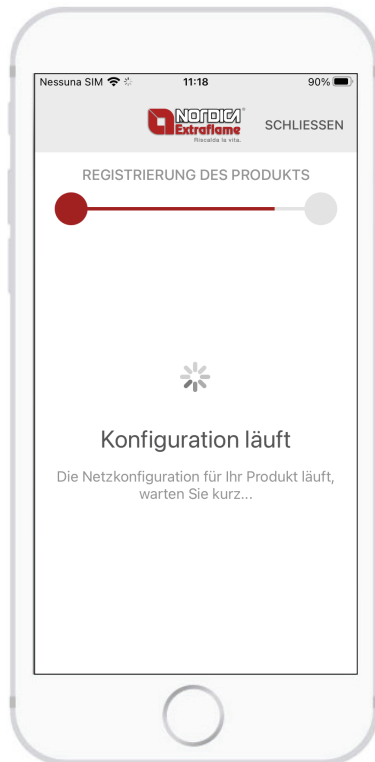 Nessuna SIM 11:18 90%
NORDICA
Extraflame
Riscalda la vita.
SCHLIESSEN
REGISTRIERUNG DES PRODUKTS
Konfiguration läuft
Die Netzkonfiguration für Ihr Produkt läuft,
warten Sie kurz...